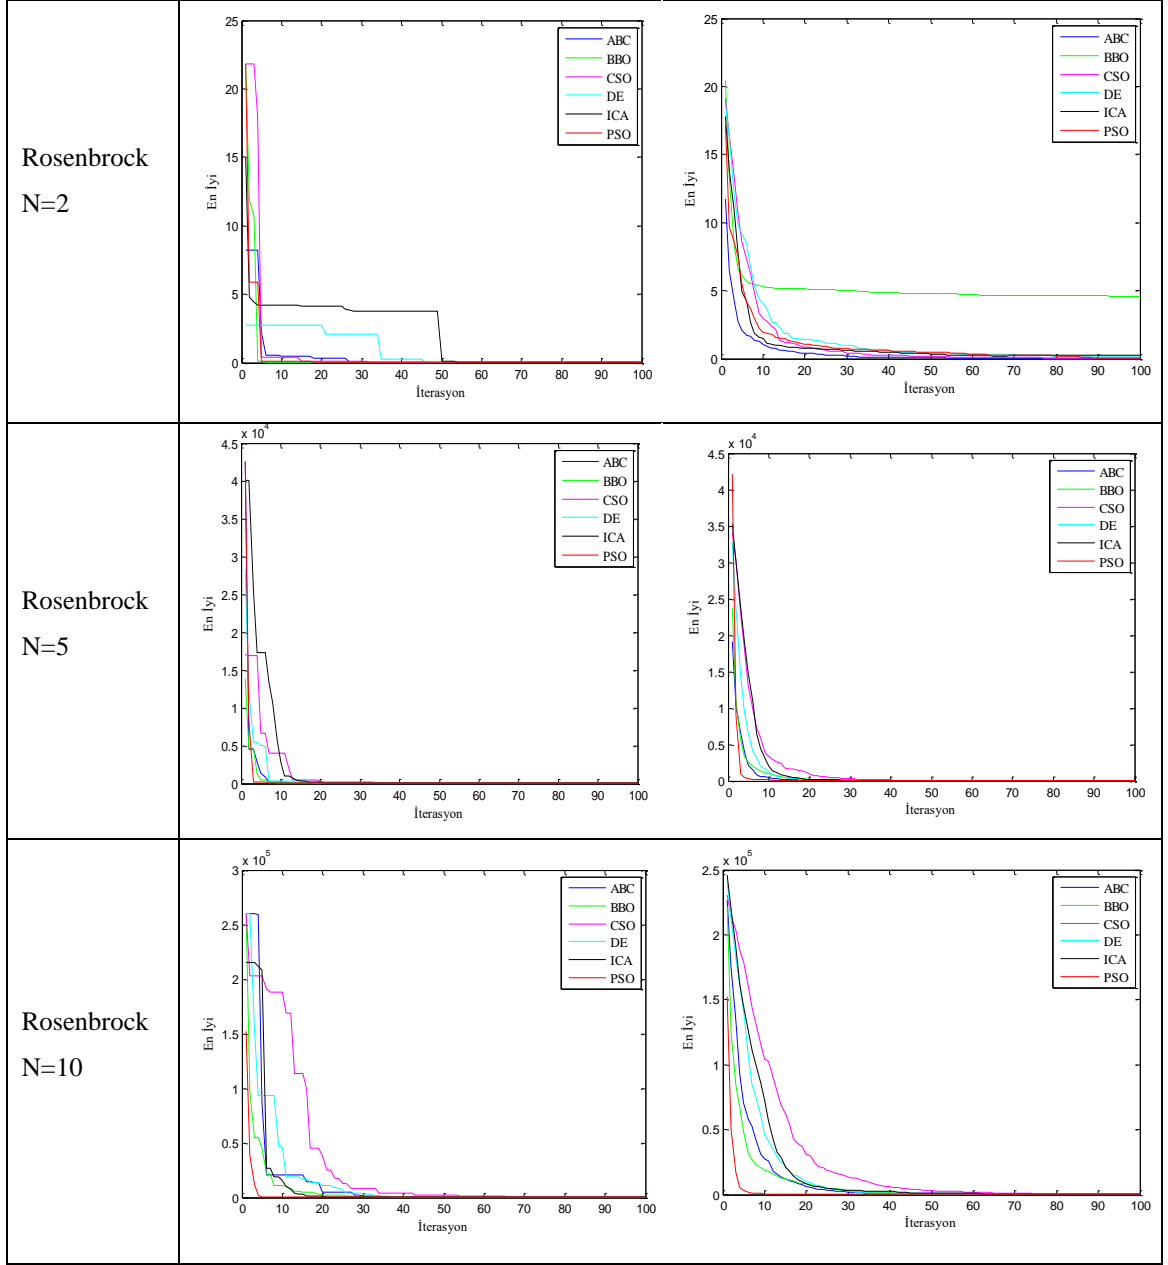 Rosenbrock
N=2
25
20
15
10
5
0
0 10 20 30 40 50 60 70 80 90 100
En İyi
İterasyon
ABC
BBO
CSO
DE
ICA
PSO
25
20
15
10
5
0
0 10 20 30 40 50 60 70 80 90 100
En İyi
İterasyon
ABC
BBO
CSO
DE
ICA
PSO
Rosenbrock
N=5
x 10^4
4.5
4
3.5
3
2.5
2
1.5
1
0.5
0
0 10 20 30 40 50 60 70 80 90 100
En İyi
İterasyon
ABC
BBO
CSO
DE
ICA
PSO
x 10^4
4.5
4
3.5
3
2.5
2
1.5
1
0.5
0
0 10 20 30 40 50 60 70 80 90 100
En İyi
İterasyon
ABC
BBO
CSO
DE
ICA
PSO
Rosenbrock
N=10
x 10^5
3
2.5
2
1.5
1
0.5
0
0 10 20 30 40 50 60 70 80 90 100
En İyi
İterasyon
ABC
BBO
CSO
DE
ICA
PSO
x 10^5
2.5
2
1.5
1
0.5
0
0 10 20 30 40 50 60 70 80 90 100
En İyi
İterasyon
ABC
BBO
CSO
DE
ICA
PSO